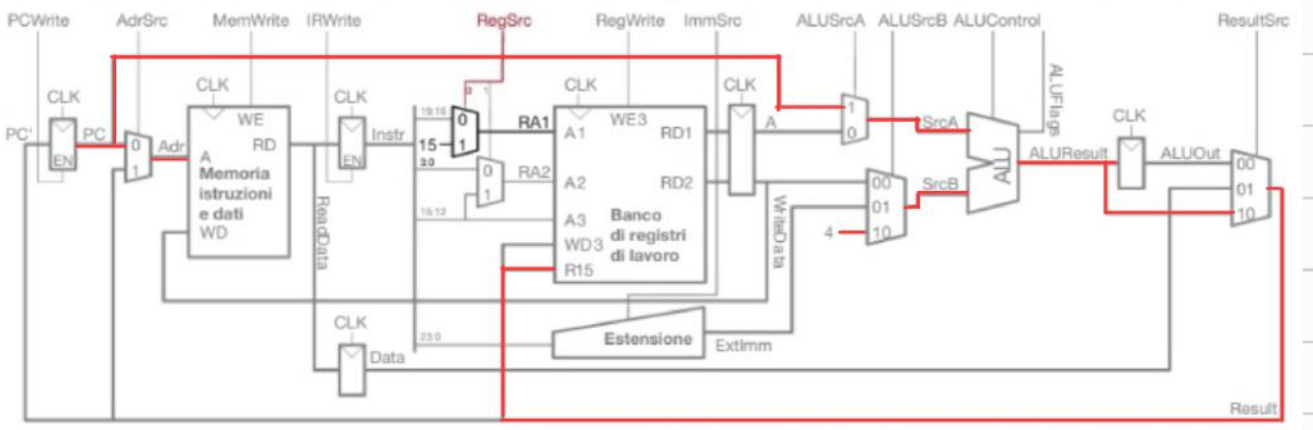 PCWrite AdrSrc MemWrite IRWrite RegSrc RegWrite ImmSrc ALUSrcA ALUSrcB ALUControl ResultSrc
CLK CLK CLK CLK CLK CLK
PC' PC EN
0 1 Adr
A WE RD
Memoria
istruzioni
e dati
WD
EN Instr
ReadData
CLK
Data
19:16
15
3:0
15:12
23:0
0 1
0 1 RA1
0 1 RA2
A1 WE3 RD1
A2 RD2
A3
Banco
di registri
di lavoro
WD3
R15
Estensione
ExtImm
A
WriteData
1 0 SrcA
00 01 10 SrcB
4
ALU
ALUFlags
ALUResult
CLK
ALUOut
00 01 10
Result